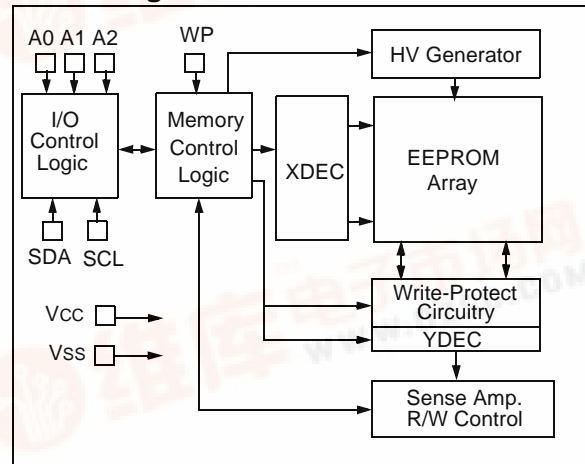 A0 A1 A2
WP
HV Generator
I/O
Control
Logic
Memory
Control
Logic
XDEC
EEPROM
Array
SDA SCL
Write-Protect
Circuitry
YDEC
VCC
VSS
Sense Amp.
R/W Control